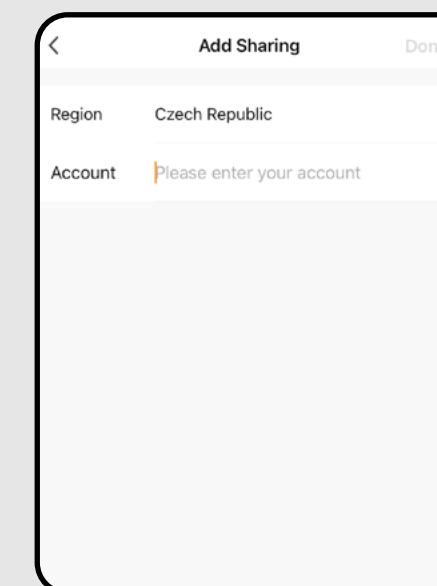 Add Sharing Don
Region Czech Republic
Account Please enter your account